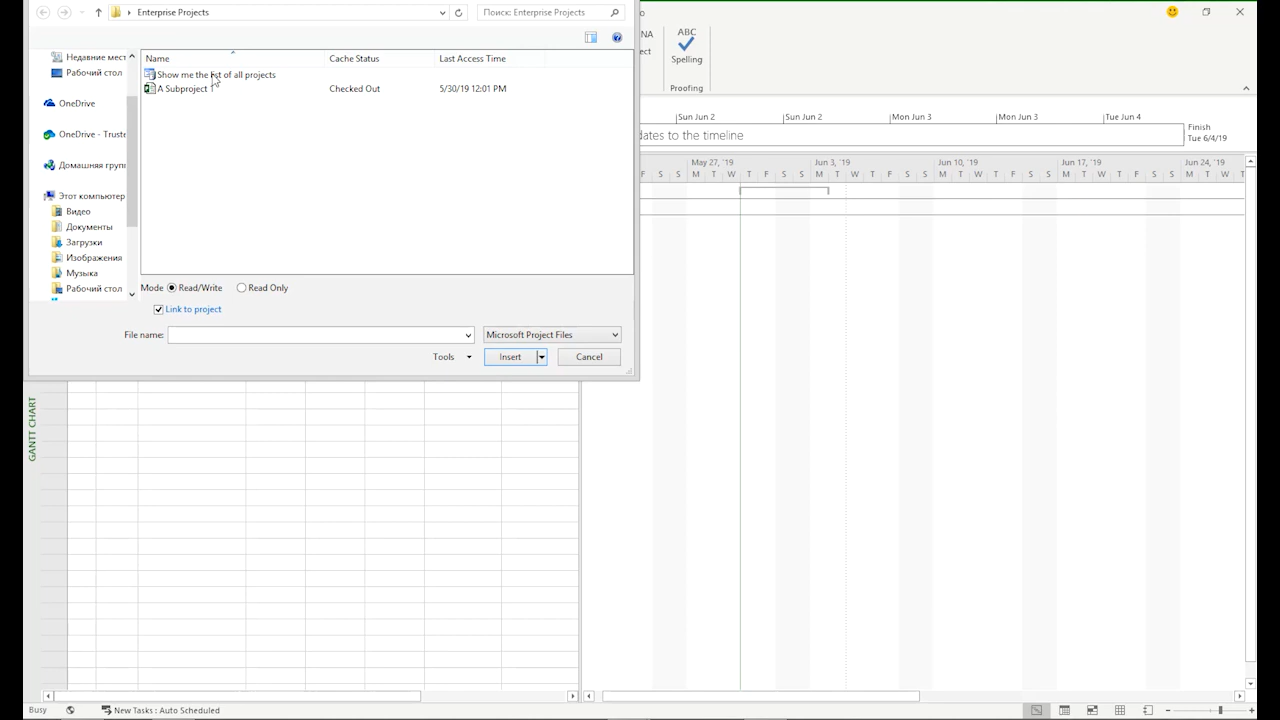 Enterprise Projects
Поиск: Enterprise Projects
Name Cache Status Last Access Time
Show me the list of all projects
A Subproject Checked Out 5/30/19 12:01 PM
Недавние мест
Рабочий стол
OneDrive
OneDrive - Truste
Домашняя групп
Этот компьютер
Видео
Документы
Загрузки
Изображения
Музыка
Рабочий стол
Mode Read/Write Read Only
Link to project
File name: Microsoft Project Files
Tools Insert Cancel
ABC
Spelling
Proofing
Sun Jun 2 Sun Jun 2 Mon Jun 3 Mon Jun 3 Tue Jun 4
dates to the timeline
Finish
Tue 6/4/19
May 27, '19 Jun 3, '19 Jun 10, '19 Jun 17, '19 Jun 24, '19
F S S M T W T F S S M T W T F S S M T W T F S S M T W T F S S M T W T
GANTT CHART
Busy New Tasks : Auto Scheduled